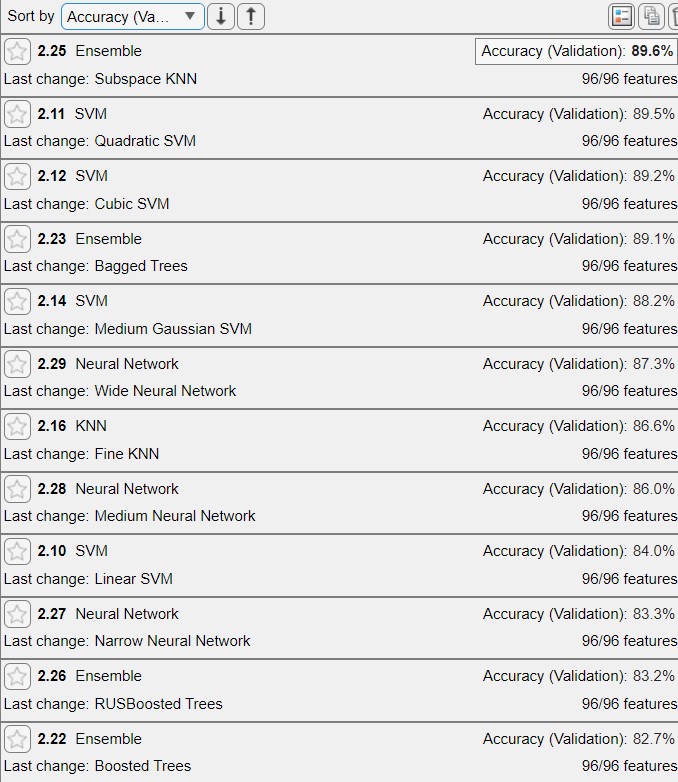 Sort by Accuracy (Va...
2.25 Ensemble Accuracy (Validation): 89.6%
Last change: Subspace KNN 96/96 features
2.11 SVM Accuracy (Validation): 89.5%
Last change: Quadratic SVM 96/96 features
2.12 SVM Accuracy (Validation): 89.2%
Last change: Cubic SVM 96/96 features
2.23 Ensemble Accuracy (Validation): 89.1%
Last change: Bagged Trees 96/96 features
2.14 SVM Accuracy (Validation): 88.2%
Last change: Medium Gaussian SVM 96/96 features
2.29 Neural Network Accuracy (Validation): 87.3%
Last change: Wide Neural Network 96/96 features
2.16 KNN Accuracy (Validation): 86.6%
Last change: Fine KNN 96/96 features
2.28 Neural Network Accuracy (Validation): 86.0%
Last change: Medium Neural Network 96/96 features
2.10 SVM Accuracy (Validation): 84.0%
Last change: Linear SVM 96/96 features
2.27 Neural Network Accuracy (Validation): 83.3%
Last change: Narrow Neural Network 96/96 features
2.26 Ensemble Accuracy (Validation): 83.2%
Last change: RUSBoosted Trees 96/96 features
2.22 Ensemble Accuracy (Validation): 82.7%
Last change: Boosted Trees 96/96 features